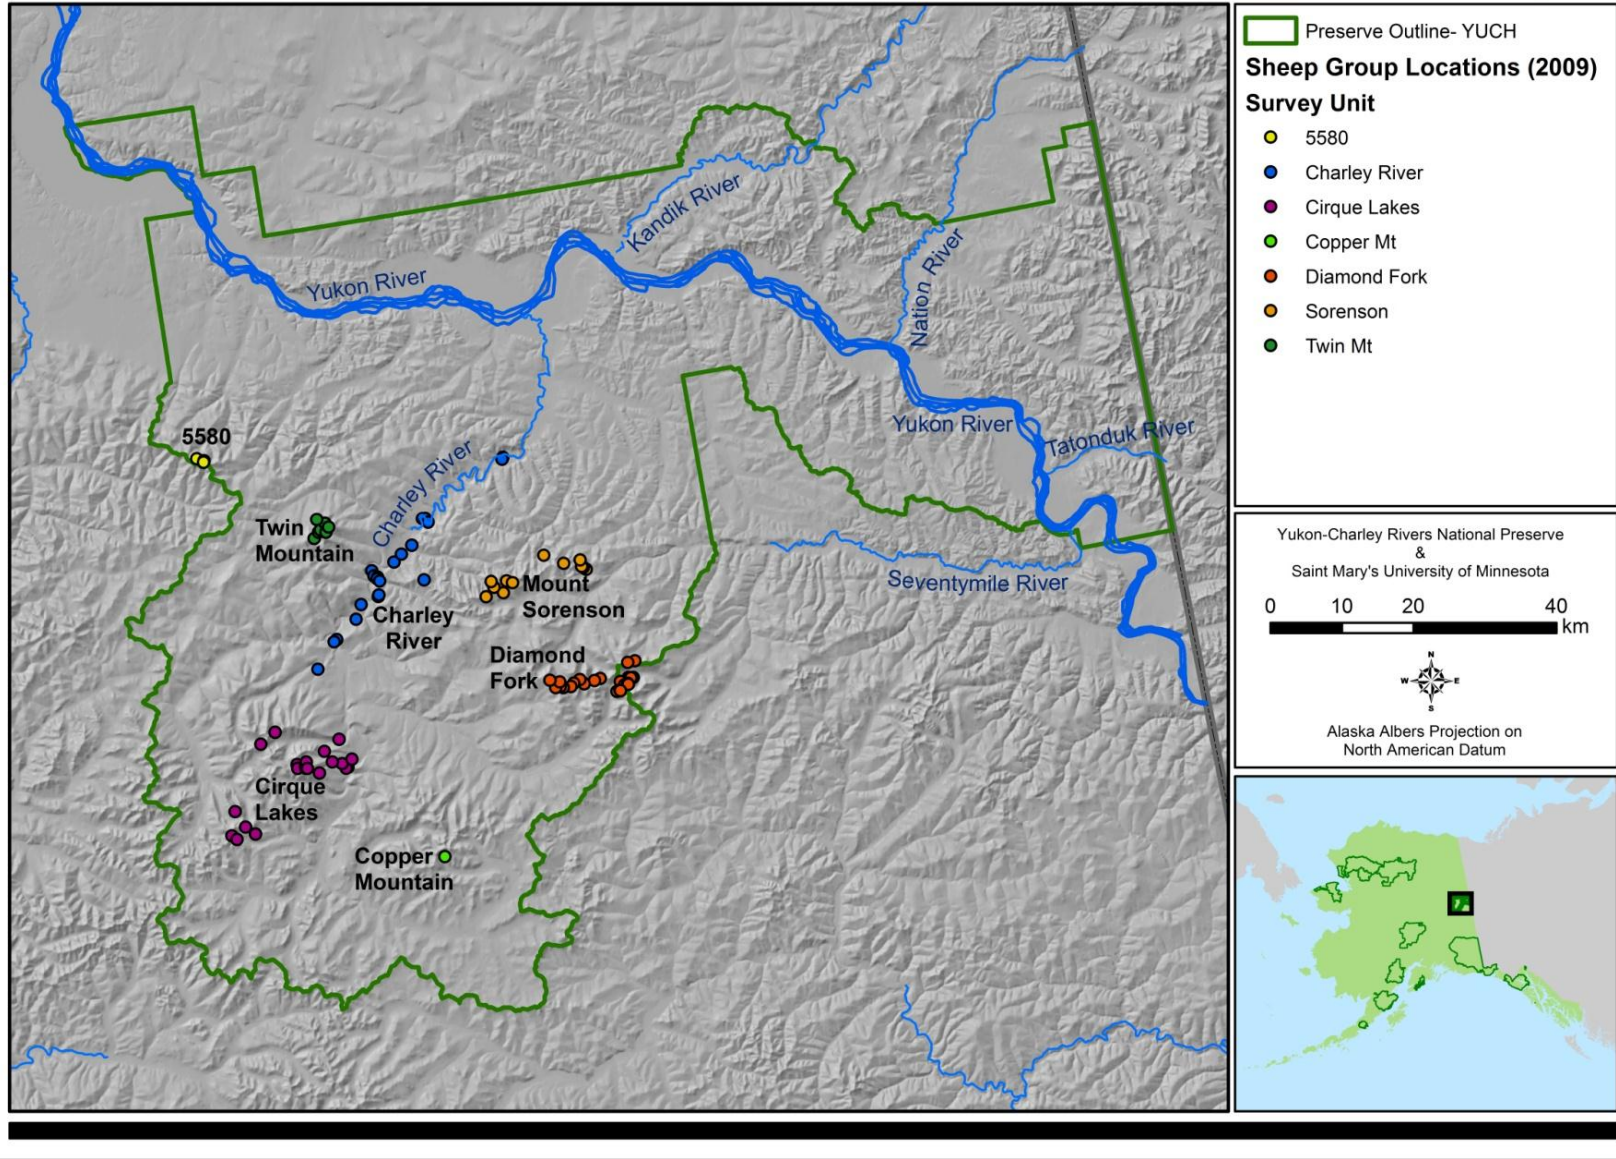 Preserve Outline- YUCH
Sheep Group Locations (2009)
Survey Unit
5580
Charley River
Cirque Lakes
Copper Mt
Diamond Fork
Sorenson
Twin Mt
Kandik River
Nation River
Yukon River
Yukon River
Tatonduk River
Charley River
Seventymile River
5580
Twin
Mountain
Charley
River
Mount
Sorenson
Diamond
Fork
Cirque
Lakes
Copper
Mountain
Yukon-Charley Rivers National Preserve
&
Saint Mary's University of Minnesota
0 10 20 40
km
N
W E
S
Alaska Albers Projection on
North American Datum